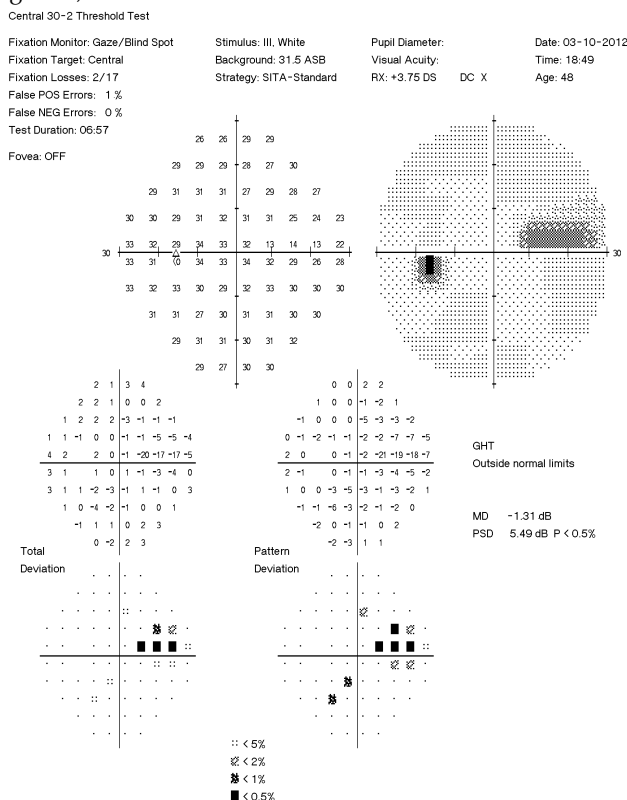 Central 30-2 Threshold Test
Fixation Monitor: Gaze/Blind Spot Stimulus: III, White Pupil Diameter: Date: 03-10-2012
Fixation Target: Central Background: 31.5 ASB Visual Acuity: Time: 18:49
Fixation Losses: 2/17 Strategy: SITA-Standard RX: +3.75 DS DC X Age: 48
False POS Errors: 1 %
False NEG Errors: 0 %
Test Duration: 06:57
Fovea: OFF
26 26 29 29
29 29 29 28 27 30
29 31 31 31 27 29 28 27
30 30 29 31 32 31 31 25 24 23
30 33 32 29 34 33 32 13 14 13 22 30
33 31 (0 34 33 34 32 29 26 28
33 33 33 30 29 32 33 30 30 33
31 31 27 30 31 31 30 30
29 31 30 31 30 32
29 27 30 30
2 1 3 4
2 2 1 0 -1 2
1 2 2 2 -3 -1 -1 -1
1 1 -1 0 0 -1 -1 -5 -5 -4
4 2 1 0 -1 -20 -17 -17 -5
3 1 1 0 1 -1 -3 -4 0
3 1 1 -2 -3 -1 1 -1 0 3
1 0 -4 -2 -1 0 0 1
-1 1 1 0 2 3
0 -2 2 3
Total
Deviation
0 0 2 2
1 0 0 -1 -2 1
-1 0 0 0 -5 -3 -3 -2
0 -1 -2 -1 -1 -2 -2 -7 -7 -5
2 0 0 -1 -2 -21 -19 -18 -7
2 -1 0 -1 -1 -3 -4 -5 -2
2 -1 0 -3 -5 -3 -1 -3 -2 1
-1 -2 -6 -3 -2 -2 -2 0
-2 0 -1 -1 0 2
-2 -3 1 1
Pattern
Deviation
GHT
Outside normal limits
MD -1.31 dB
PSD 5.49 dB P < 0.5%
< 5%
< 2%
< 1%
< 0.5%